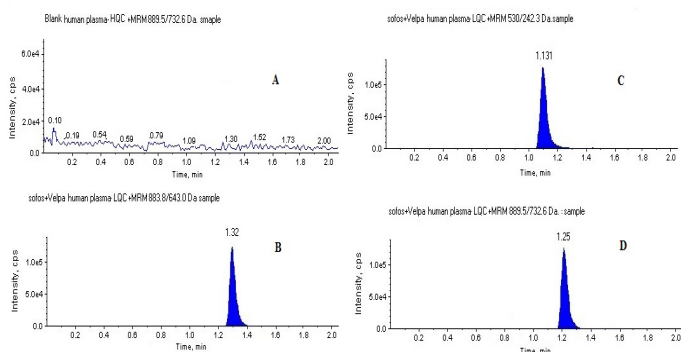 Blank human plasma- HQC +MRM 889.5/732.6 Da. smaple
Intensity, cps
6.0e4
4.0e4
2.0e4
0.0
A
0.10
0.19
0.54
0.59
0.79
1.09
1.30
1.52
1.73
2.00
0.2 0.4 0.6 0.8 1.0 1.2 1.4 1.6 1.8 2.0
Time, min
sofos+Velpa human plasma- LQC +MRM 883.8/643.0 Da.sample
Intensity, cps
1.0e5
5.0e4
0.0
1.32
B
0.2 0.4 0.6 0.8 1.0 1.2 1.4 1.6 1.8 2.0
Time, min
sofos+Velpa human plasma- LQC +MRM 530/242.3 Da.sample
Intensity, cps
1.0e5
5.0e4
0.0
1.131
C
0.2 0.4 0.6 0.8 1.0 1.2 1.4 1.6 1.8 2.0
Time, min
sofos+Velpa human plasma- LQC +MRM 889.5/732.6 Da. : sample
Intensity, cps
1.0e5
5.0e4
0.0
1.25
D
0.2 0.4 0.6 0.8 1.0 1.2 1.4 1.6 1.8 2.0
Time, min